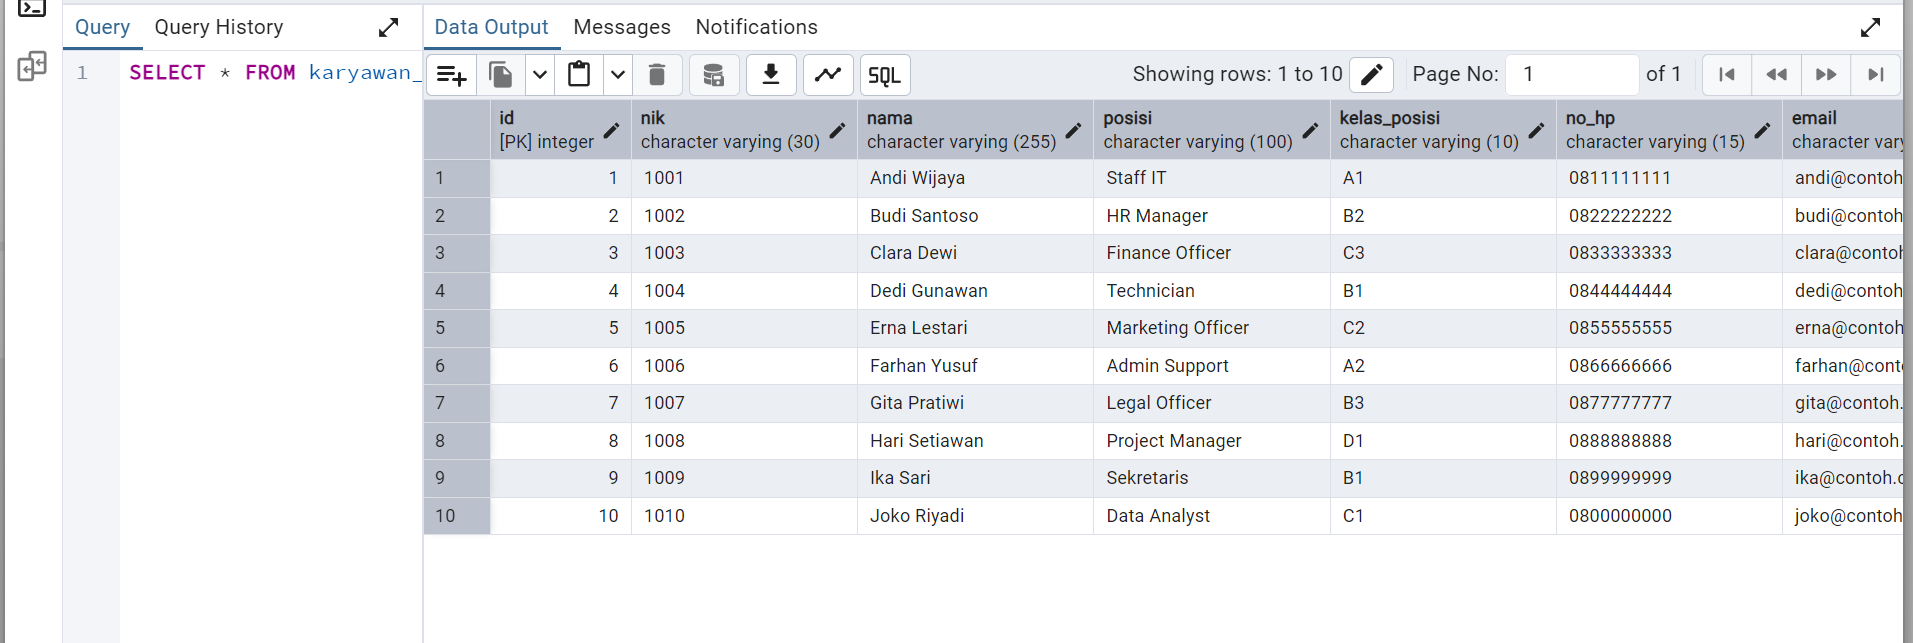 Query Query History
1 SELECT * FROM karyawan_
Data Output Messages Notifications
SQL Showing rows: 1 to 10 Page No: 1 of 1
id nik nama posisi kelas_posisi no_hp email
[PK] integer character varying (30) character varying (255) character varying (100) character varying (10) character varying (15) character vary
1 1 1001 Andi Wijaya Staff IT A1 0811111111 andi@contoh
2 2 1002 Budi Santoso HR Manager B2 0822222222 budi@contoh
3 3 1003 Clara Dewi Finance Officer C3 0833333333 clara@contoh
4 4 1004 Dedi Gunawan Technician B1 0844444444 dedi@contoh
5 5 1005 Erna Lestari Marketing Officer C2 0855555555 erna@contoh
6 6 1006 Farhan Yusuf Admin Support A2 0866666666 farhan@conto
7 7 1007 Gita Pratiwi Legal Officer B3 0877777777 gita@contoh.
8 8 1008 Hari Setiawan Project Manager D1 0888888888 hari@contoh.
9 9 1009 Ika Sari Sekretaris B1 0899999999 ika@contoh.c
10 10 1010 Joko Riyadi Data Analyst C1 0800000000 joko@contoh